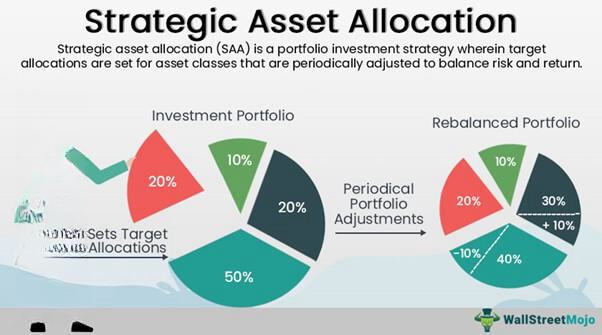 Strategic Asset Allocation
Strategic asset allocation (SAA) is a portfolio investment strategy wherein target
allocations are set for asset classes that are periodically adjusted to balance risk and return.
Investment Portfolio
10%
20%
20%
50%
Sets Target
Allocations
Periodical
Portfolio
Adjustments
Rebalanced Portfolio
10%
20%
30%
+ 10%
-10%
40%
WallStreetMojo